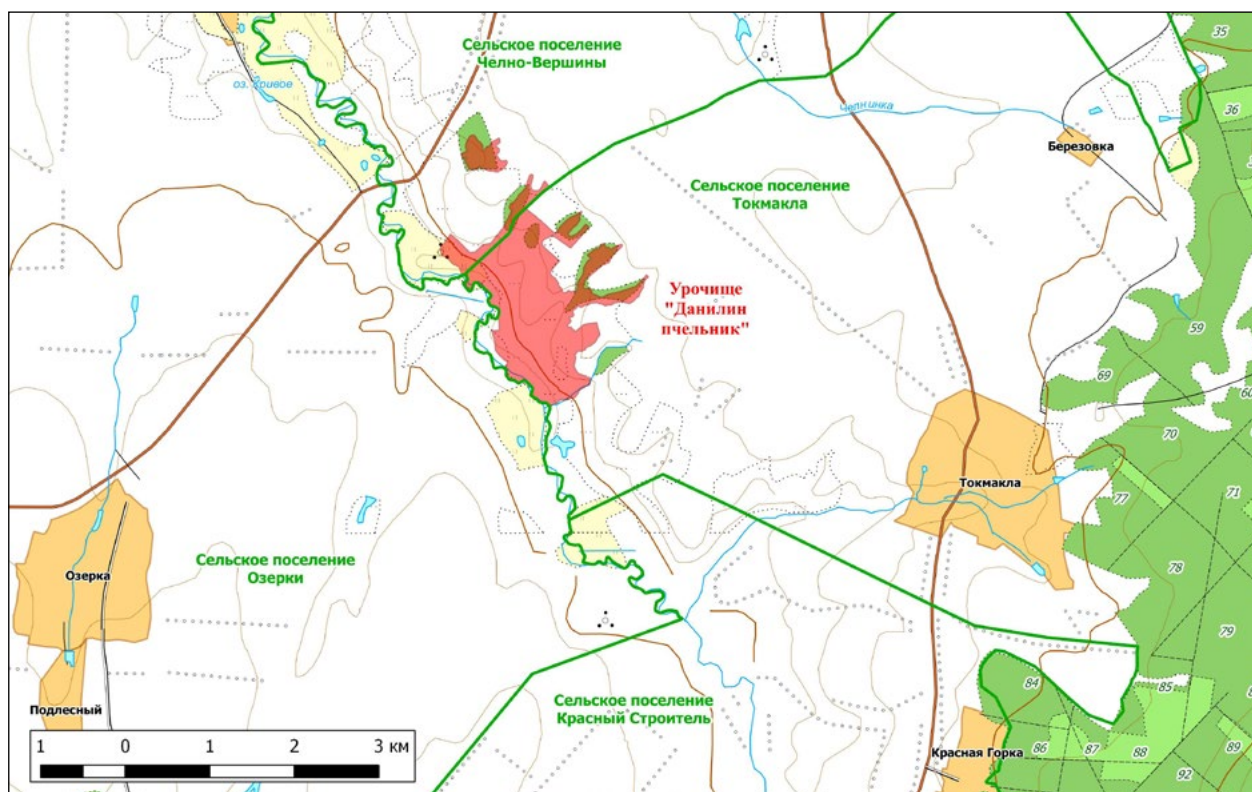 35
Сельское поселение
Челно-Вершины
оз. Кривое
36
Челнинка
Березовка
Сельское поселение
Токмакла
Урочище
"Данилин
пчельник"
59
69
60
70
Токмакла
77
71
78
Сельское поселение
Озерки
Озерка
79
84
85
Сельское поселение
Красный Строитель
Подлесный
Красная Горка
86
87
88
89
92
1 0 1 2 3 км